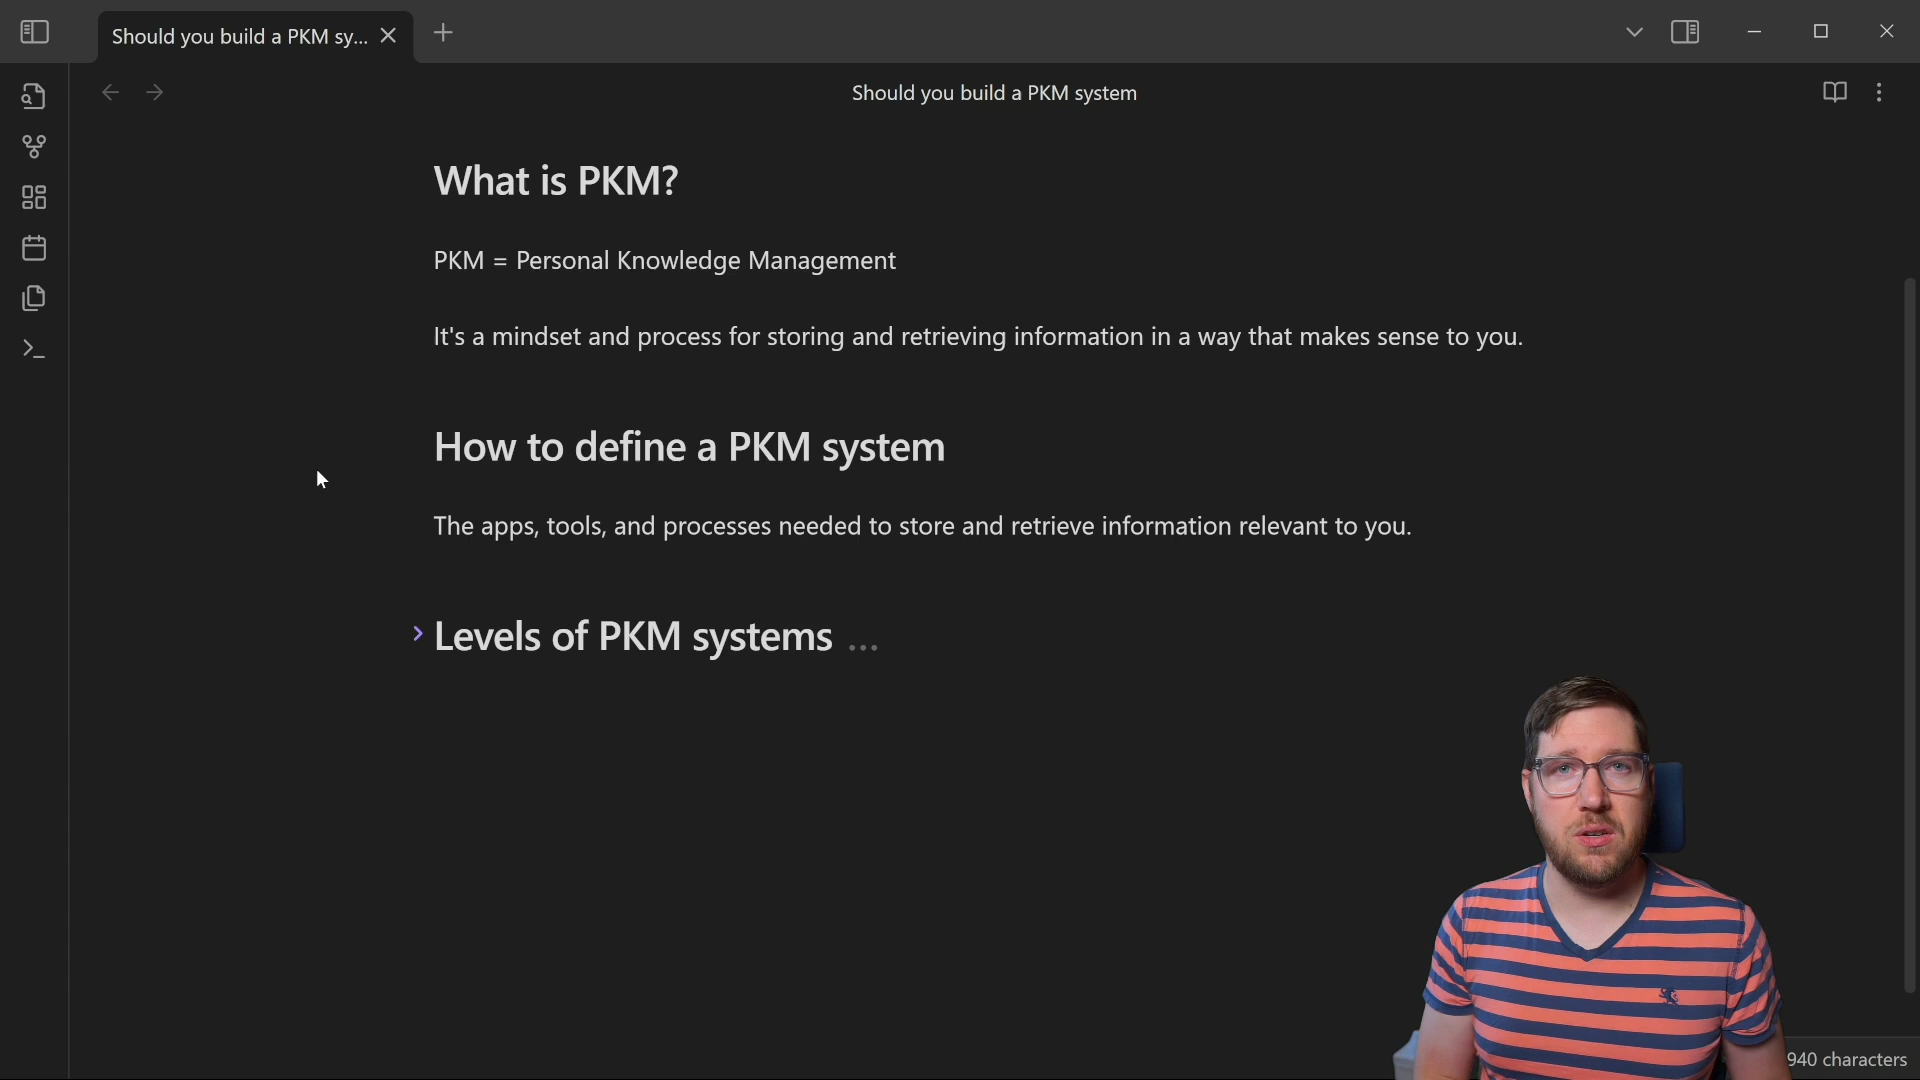 Should you build a PKM sy...
Should you build a PKM system
What is PKM?
PKM = Personal Knowledge Management
It's a mindset and process for storing and retrieving information in a way that makes sense to you.
How to define a PKM system
The apps, tools, and processes needed to store and retrieve information relevant to you.
Levels of PKM systems ...
940 characters